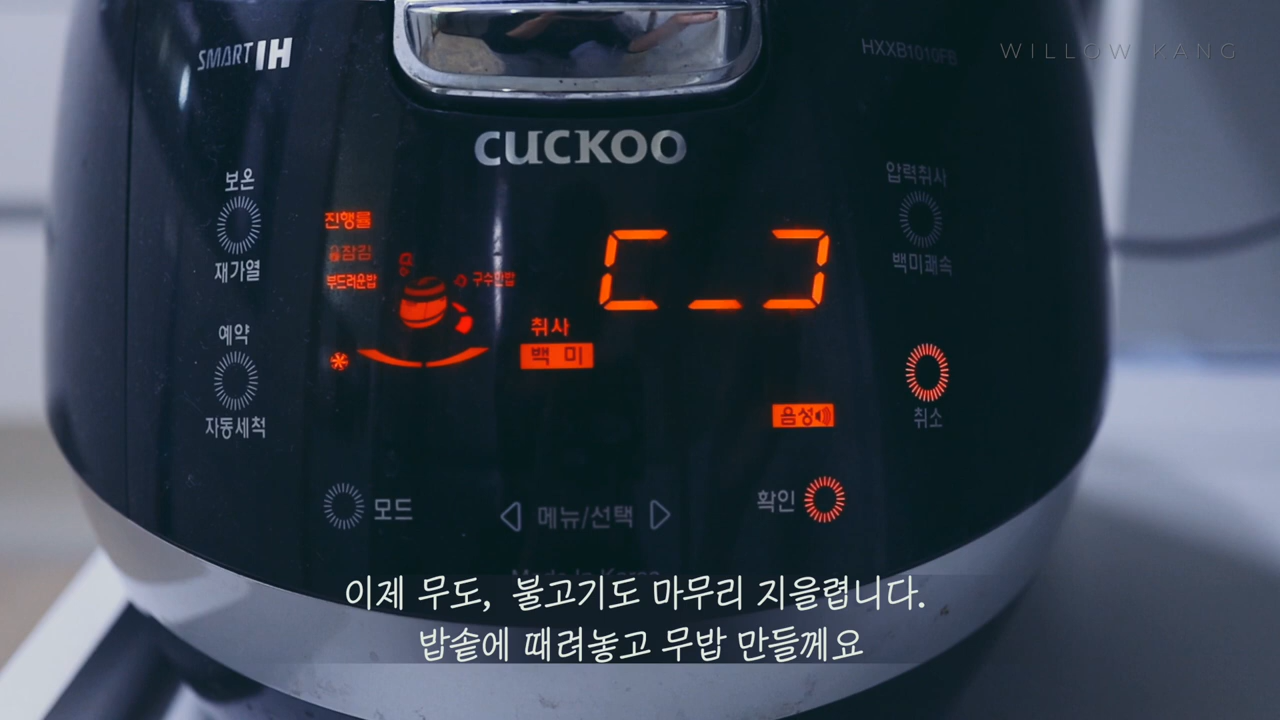 SMART IH
HXXB1010FB
WILLOW KANG
CUCKOO
보온
재가열
압력취사
백미쾌속
진행률
잠김
부드러운밥
구수한밥
취사
백미
예약
자동세척
음성
취소
모드
메뉴/선택
확인
Made In Korea
이제 무도, 불고기도 마무리 지을렵니다.
밥솥에 때려놓고 무밥 만들께요